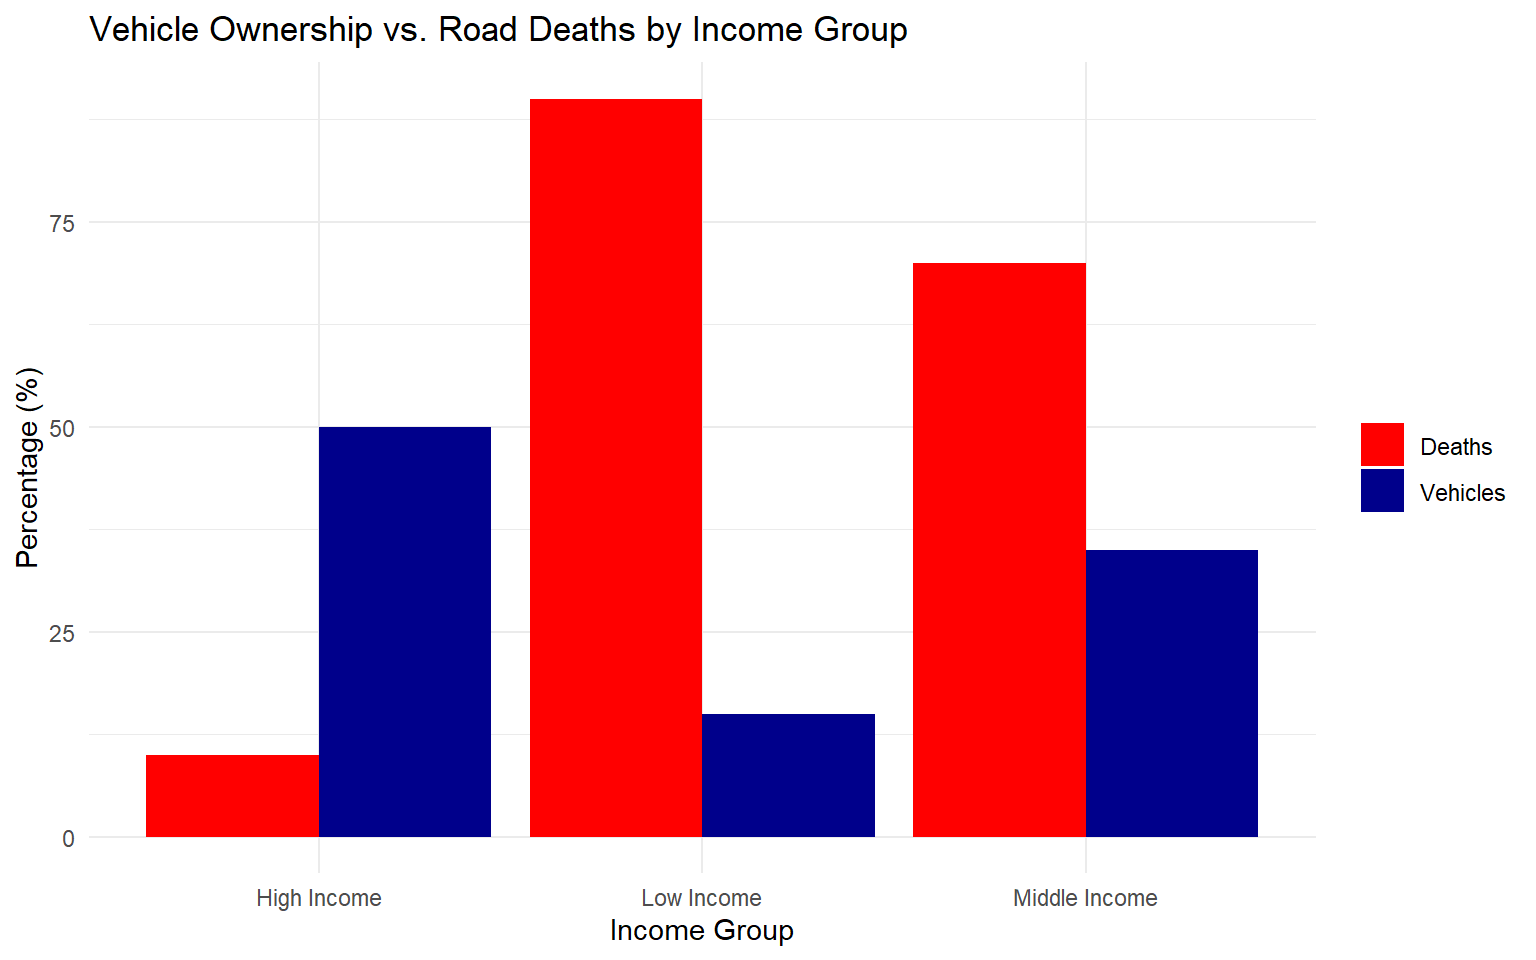 Vehicle Ownership vs. Road Deaths by Income Group
Percentage (%)
75
50
25
0
High Income
Low Income
Middle Income
Income Group
Deaths
Vehicles